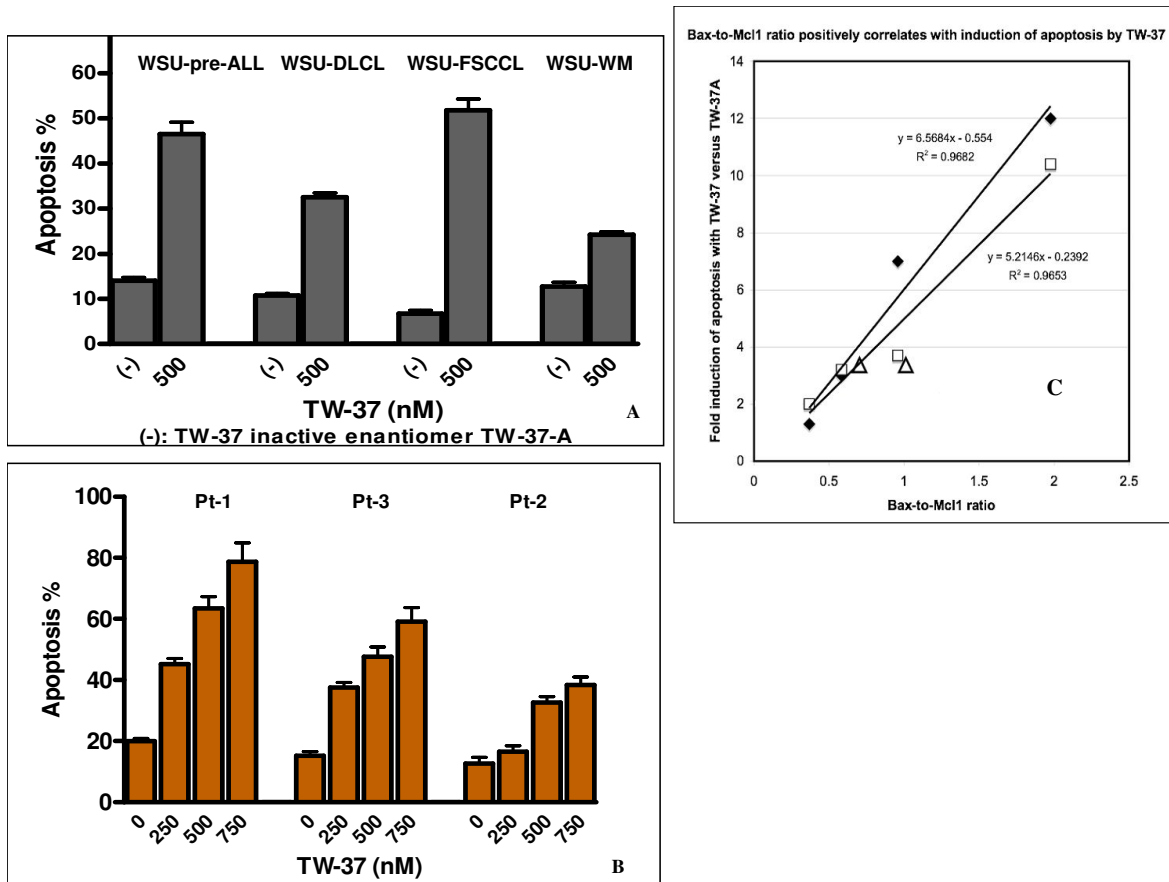 60
50
40
30
20
10
0
Apoptosis %
WSU-pre-ALL WSU-DLCL WSU-FSCCL WSU-WM
(-) 500 (-) 500 (-) 500 (-) 500
TW-37 (nM)
A
(-): TW-37 inactive enantiomer TW-37-A
100
80
60
40
20
0
Apoptosis %
Pt-1 Pt-3 Pt-2
0 250 500 750 0 250 500 750 0 250 500 750
TW-37 (nM)
B
Bax-to-Mcl1 ratio positively correlates with induction of apoptosis by TW-37
14
12
10
8
6
4
2
0
Fold induction of apoptosis with TW-37 versus TW-37A
y = 6.5684x - 0.554
R² = 0.9682
y = 5.2146x - 0.2392
R² = 0.9653
C
0 0.5 1 1.5 2 2.5
Bax-to-Mcl1 ratio